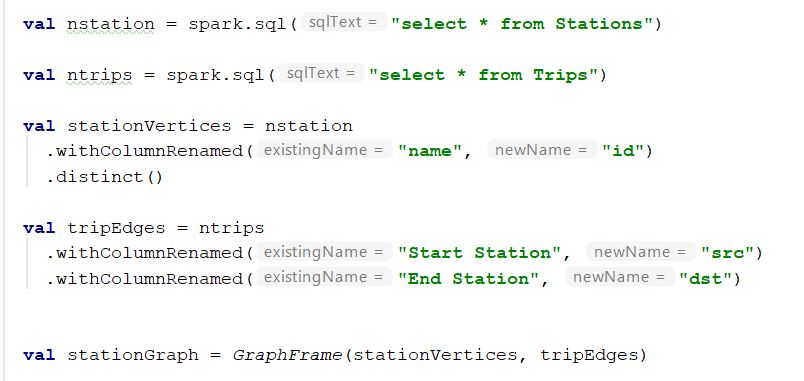 val nstation = spark.sql( sqlText = "select * from Stations")
val ntrips = spark.sql( sqlText = "select * from Trips")
val stationVertices = nstation
.withColumnRenamed( existingName = "name", newName = "id")
.distinct()
val tripEdges = ntrips
.withColumnRenamed( existingName = "Start Station", newName = "src")
.withColumnRenamed( existingName = "End Station", newName = "dst")
val stationGraph = GraphFrame(stationVertices, tripEdges)